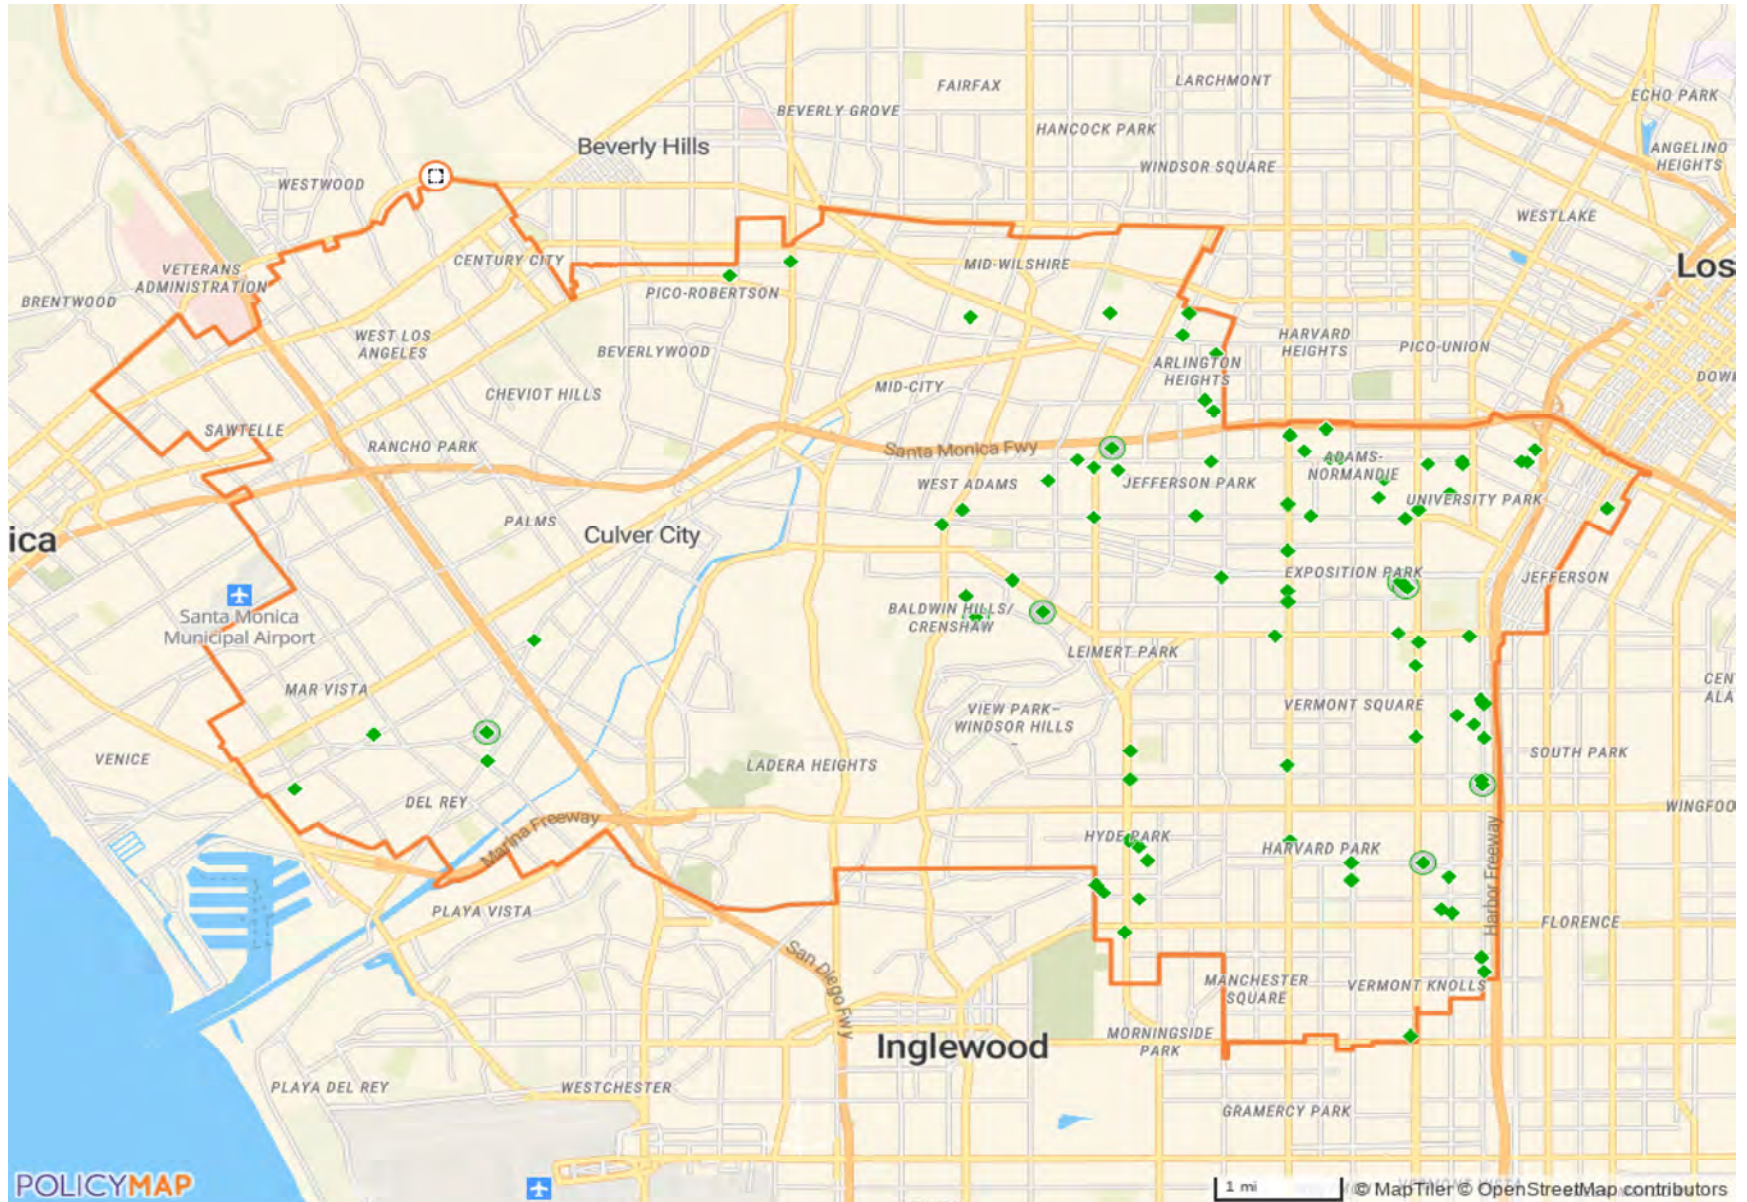 FAIRFAX
LARCHMONT
ECHO PARK
BEVERLY GROVE
HANCOCK PARK
Beverly Hills
ANGELINO
HEIGHTS
WINDSOR SQUARE
WESTWOOD
WESTLAKE
VETERANS
ADMINISTRATION
CENTURY CITY
MID-WILSHIRE
Los
BRENTWOOD
PICO-ROBERTSON
WEST LOS
ANGELES
BEVERLYWOOD
HARVARD
HEIGHTS
PICO-UNION
ARLINGTON
HEIGHTS
DOW
CHEVIOT HILLS
MID-CITY
SAWTELLE
RANCHO PARK
Santa Monica Fwy
ADAMS-
NORMANDIE
WEST ADAMS
JEFFERSON PARK
UNIVERSITY PARK
ica
PALMS
Culver City
EXPOSITION PARK
JEFFERSON
Santa Monica
Municipal Airport
BALDWIN HILLS/
CRENSHAW
LEIMERT PARK
MAR VISTA
CEN
ALA
VIEW PARK–
WINDSOR HILLS
VERMONT SQUARE
VENICE
LADERA HEIGHTS
SOUTH PARK
DEL REY
WINGFOO
Marina Freeway
HYDE PARK
HARVARD PARK
Harbor Freeway
PLAYA VISTA
FLORENCE
San Diego Fwy
MANCHESTER
SQUARE
VERMONT KNOLLS
Inglewood
MORNINGSIDE
PARK
PLAYA DEL REY
WESTCHESTER
GRAMERCY PARK
POLICYMAP
1 mi
© MapTiler © OpenStreetMap contributors